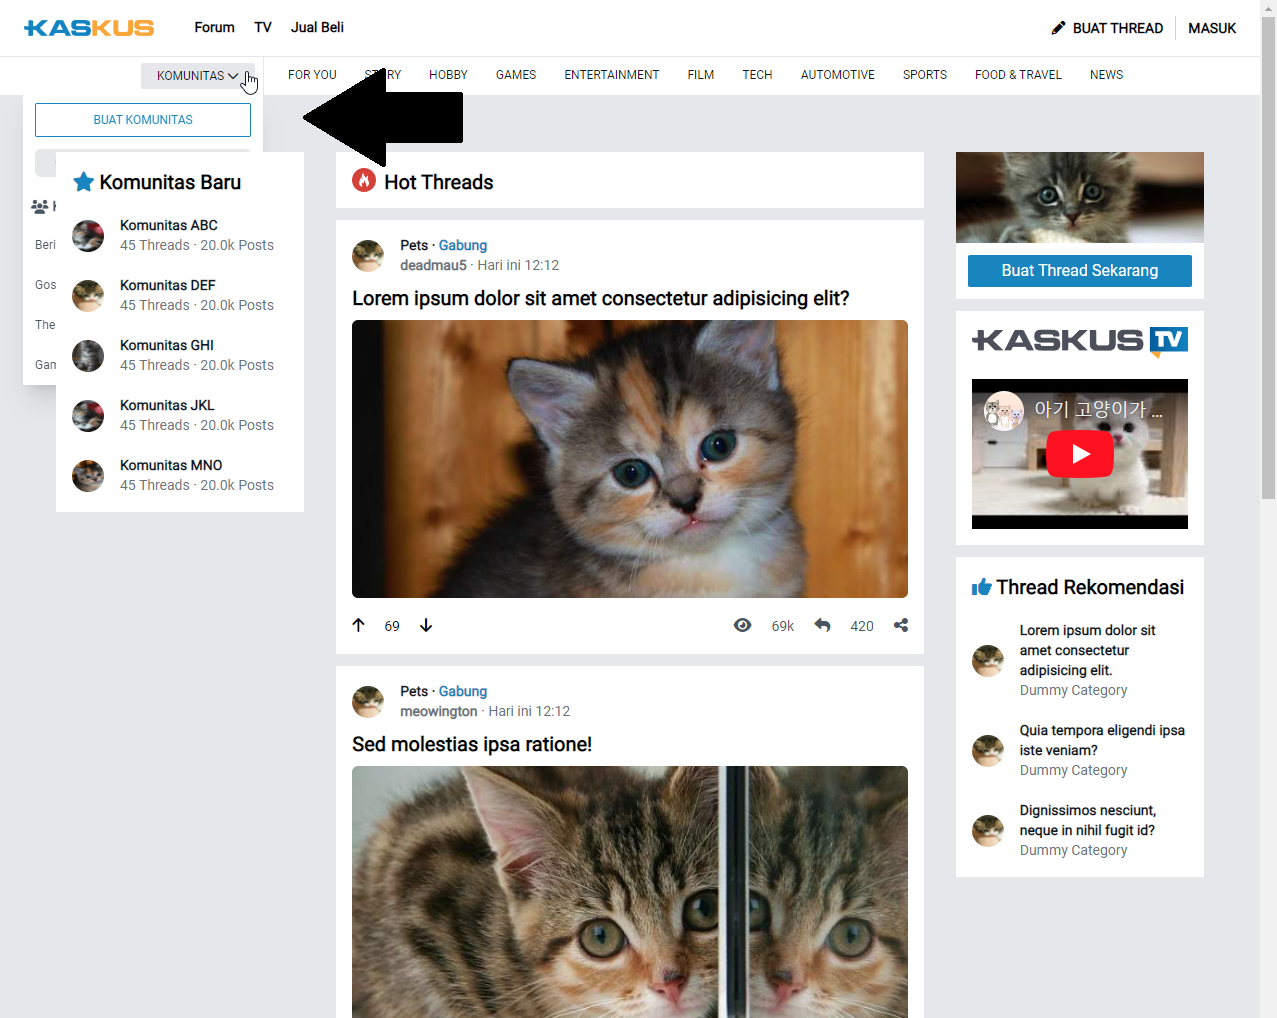 KASKUS
Forum TV Jual Beli
BUAT THREAD MASUK
KOMUNITAS
FOR YOU HOBBY GAMES ENTERTAINMENT FILM TECH AUTOMOTIVE SPORTS FOOD & TRAVEL NEWS
BUAT KOMUNITAS
Komunitas Baru
Komunitas ABC
45 Threads · 20.0k Posts
Komunitas DEF
45 Threads · 20.0k Posts
Komunitas GHI
45 Threads · 20.0k Posts
Komunitas JKL
45 Threads · 20.0k Posts
Komunitas MNO
45 Threads · 20.0k Posts
Beri
Gos
The
Gam
Hot Threads
Pets · Gabung
deadmau5 · Hari ini 12:12
Lorem ipsum dolor sit amet consectetur adipisicing elit?
69
69k
420
Pets · Gabung
meowington · Hari ini 12:12
Sed molestias ipsa ratione!
Buat Thread Sekarang
KASKUS TV
아기 고양이가 ...
Thread Rekomendasi
Lorem ipsum dolor sit
amet consectetur
adipisicing elit.
Dummy Category
Quia tempora eligendi ipsa
iste veniam?
Dummy Category
Dignissimos nesciunt,
neque in nihil fugit id?
Dummy Category